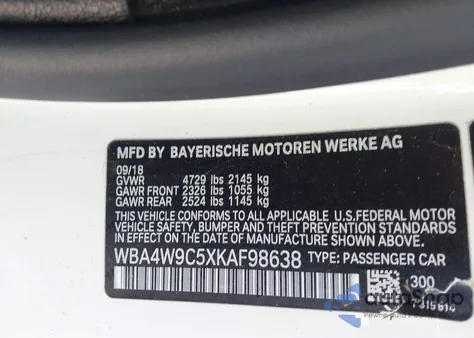 MFD BY BAYERISCHE MOTOREN WERKE AG
09/18
GVWR 4729 lbs 2145 kg
GAWR FRONT 2326 lbs 1055 kg
GAWR REAR 2524 lbs 1145 kg
THIS VEHICLE CONFORMS TO ALL APPLICABLE U.S.FEDERAL MOTOR
VEHICLE SAFETY, BUMPER AND THEFT PREVENTION STANDARDS IN
EFFECT ON THE DATE OF MANUFACTURE SHOWN ABOVE.
WBA4W9C5XKAF98638 TYPE: PASSENGER CAR
300
7319614